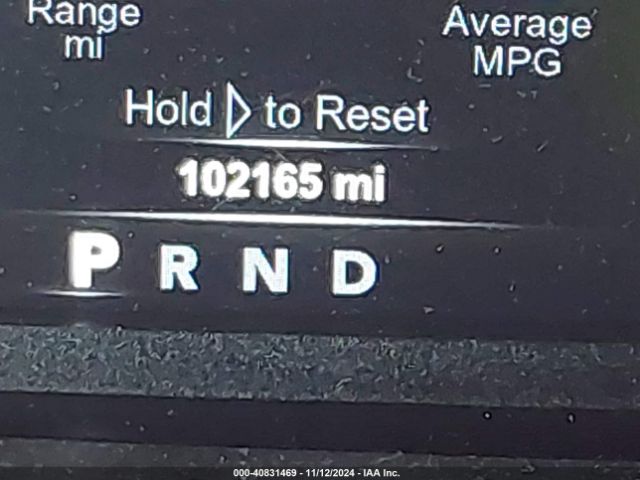 Range
mi
Average
MPG
Hold ▷ to Reset
102165 mi
P R N D
000-40831469 - 11/12/2024 - IAA Inc.